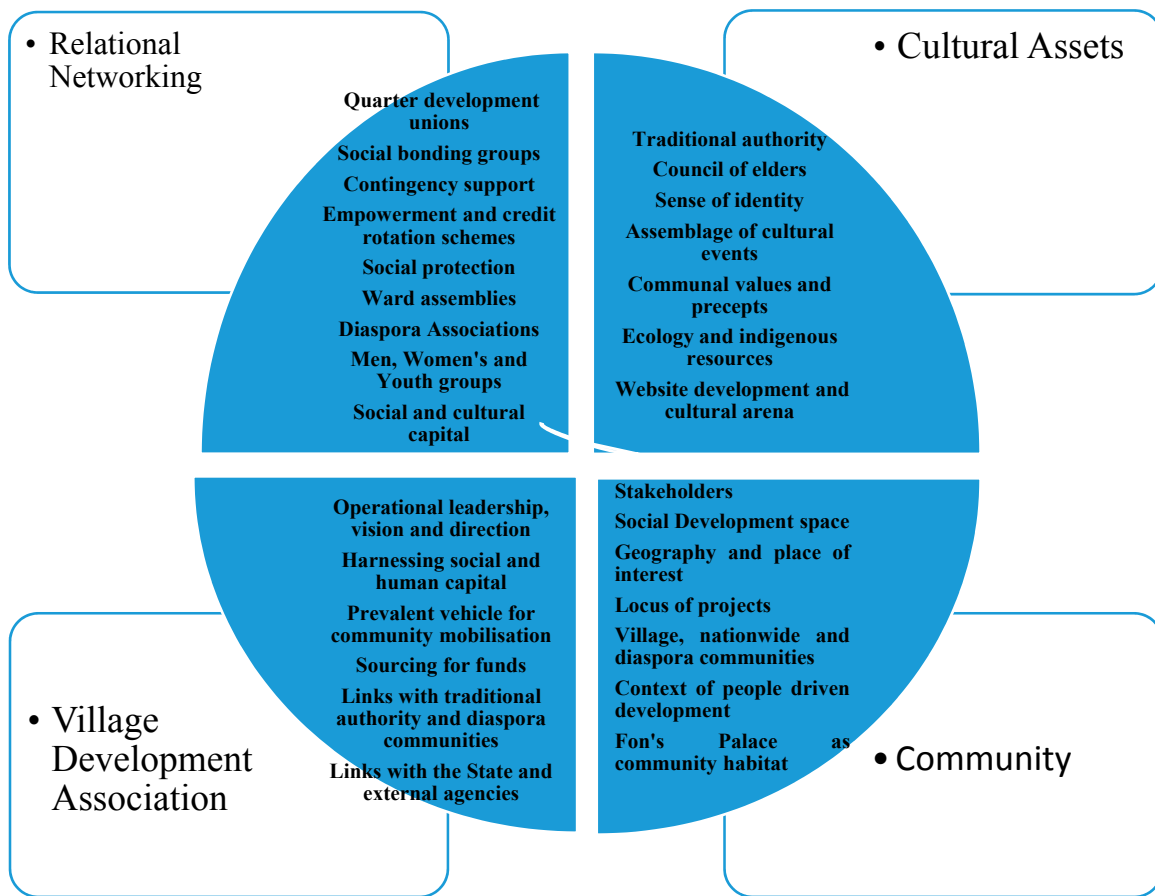 • Relational
Networking
Quarter development
unions
Social bonding groups
Contingency support
Empowerment and credit
rotation schemes
Social protection
Ward assemblies
Diaspora Associations
Men, Women's and
Youth groups
Social and cultural
capital
• Cultural Assets
Traditional authority
Council of elders
Sense of identity
Assemblage of cultural
events
Communal values and
precepts
Ecology and indigenous
resources
Website development and
cultural arena
• Village
Development
Association
Operational leadership,
vision and direction
Harnessing social and
human capital
Prevalent vehicle for
community mobilisation
Sourcing for funds
Links with traditional
authority and diaspora
communities
Links with the State and
external agencies
Stakeholders
Social Development space
Geography and place of
interest
Locus of projects
Village, nationwide and
diaspora communities
Context of people driven
development
Fon's Palace as
community habitat
• Community